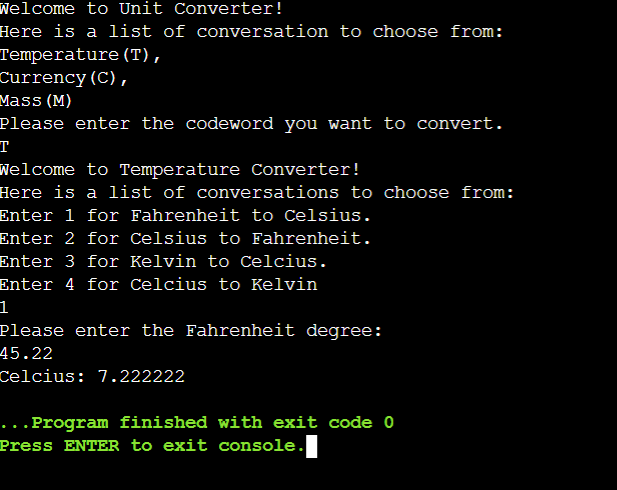 Welcome to Unit Converter!
Here is a list of conversation to choose from:
Temperature(T),
Currency(C),
Mass(M)
Please enter the codeword you want to convert.
T
Welcome to Temperature Converter!
Here is a list of conversations to choose from:
Enter 1 for Fahrenheit to Celsius.
Enter 2 for Celsius to Fahrenheit.
Enter 3 for Kelvin to Celcius.
Enter 4 for Celcius to Kelvin
1
Please enter the Fahrenheit degree:
45.22
Celcius: 7.222222
...Program finished with exit code 0
Press ENTER to exit console.